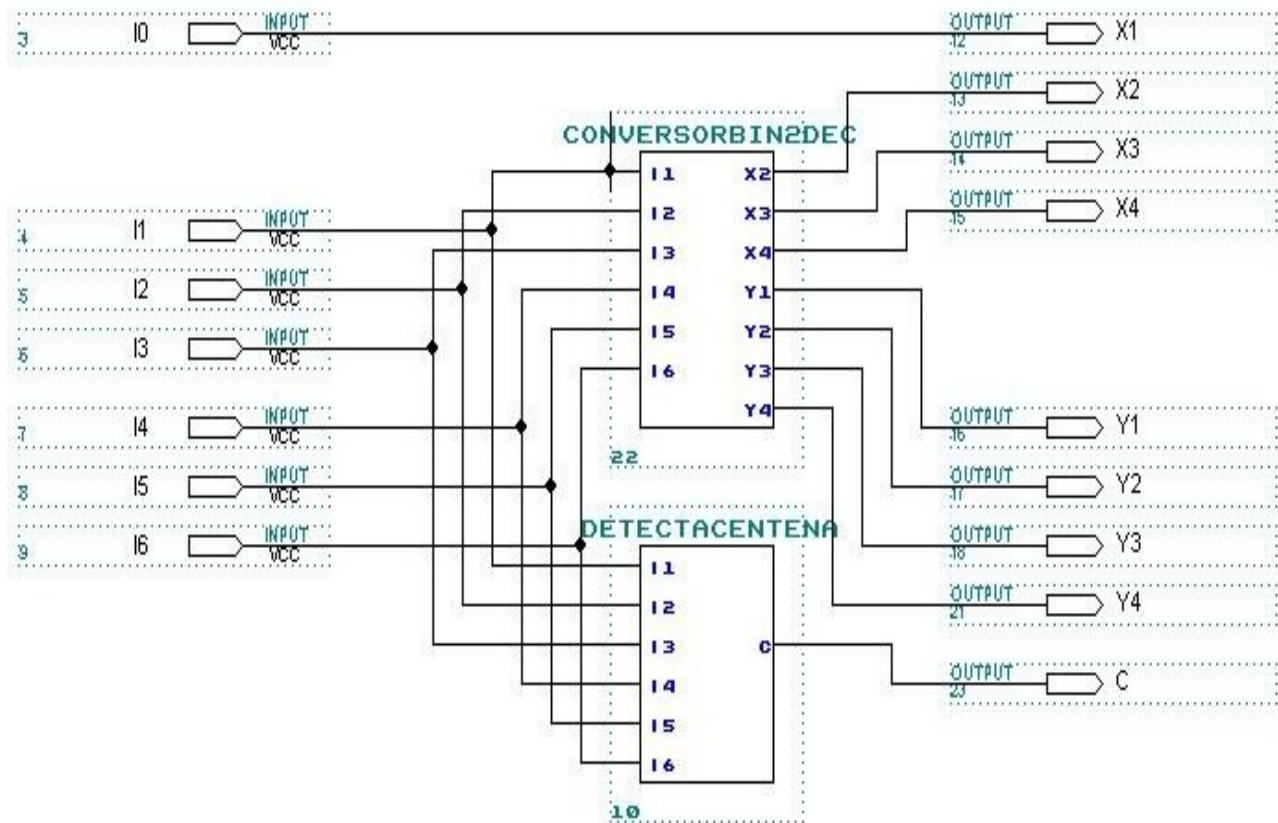 3 I0 INPUT VCC OUTPUT 12 X1
OUTPUT 13 X2
CONVERSORBIN2DEC
OUTPUT 14 X3
I1 X2
OUTPUT 15 X4
I2 X3
4 I1 INPUT VCC
I3 X4
5 I2 INPUT VCC
I4 Y1
I5 Y2
6 I3 INPUT VCC
I6 Y3
Y4
7 I4 INPUT VCC OUTPUT 16 Y1
22
8 I5 INPUT VCC OUTPUT 17 Y2
DETECTACENTENA
9 I6 INPUT VCC OUTPUT 18 Y3
I1
I2
OUTPUT 21 Y4
I3 C
I4
OUTPUT 23 C
I5
I6
10